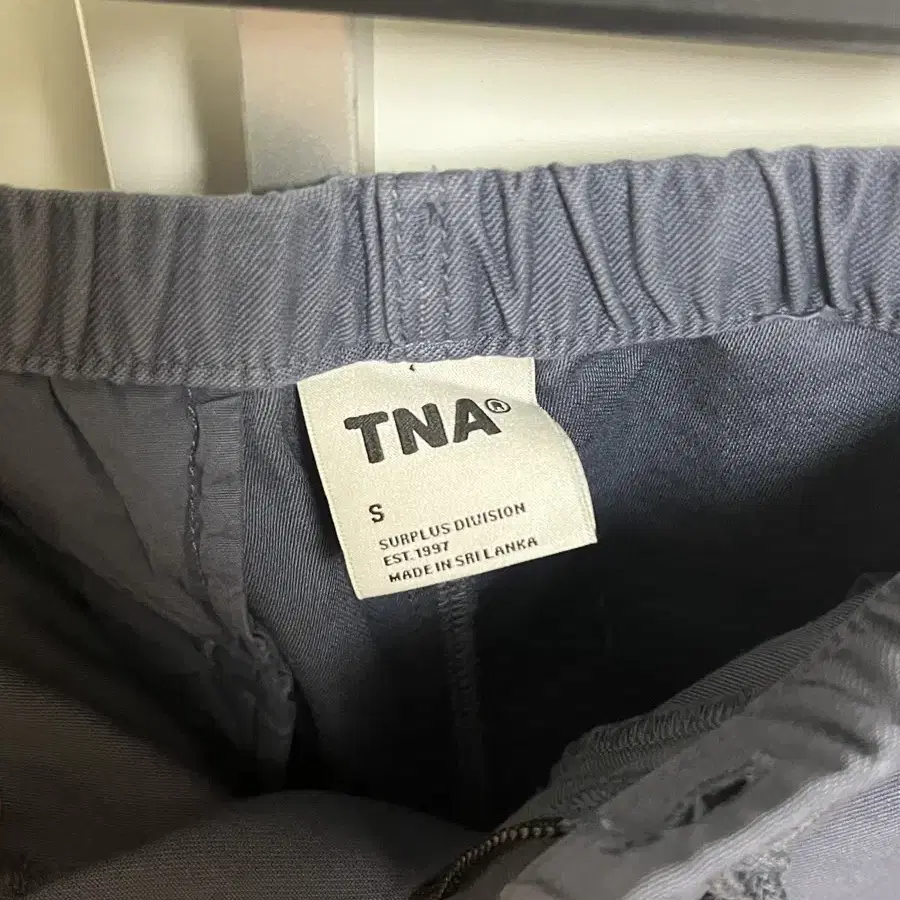 TNA®
S
SURPLUS DIVISION
EST. 1997
MADE IN SRI LANKA